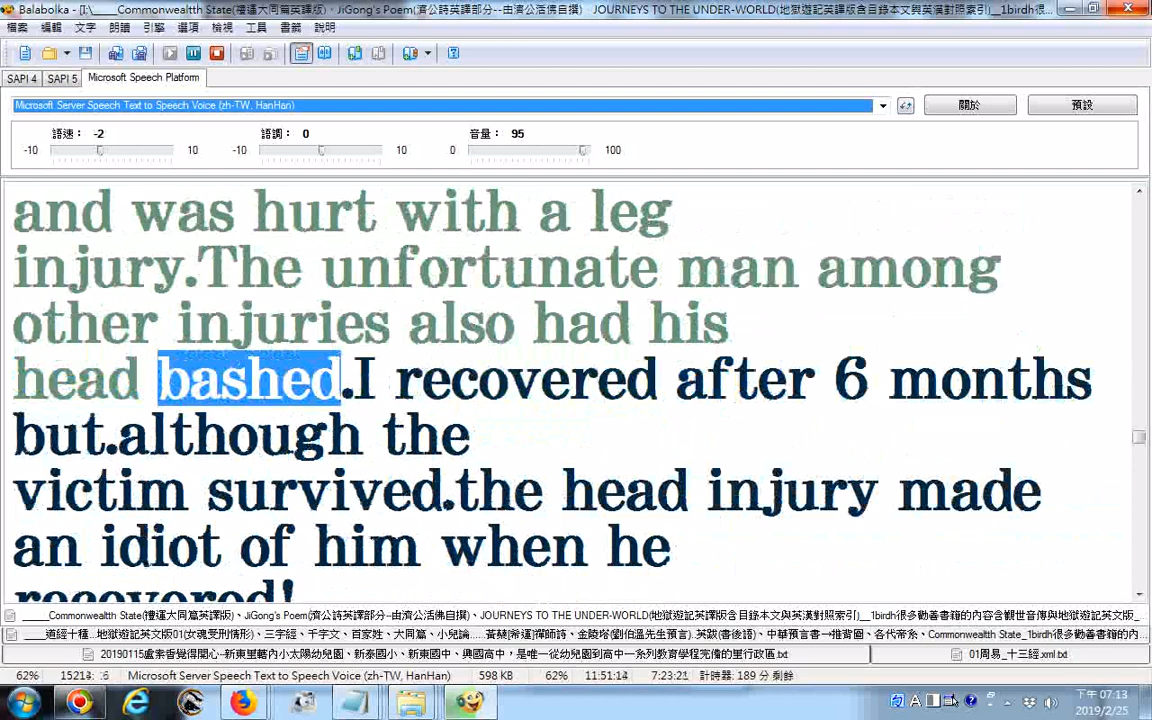 Balabolka - [I:\_____Commonwealtth State(禮運大同篇英譯版)、JiGong's Poem(濟公詩英譯部分--由濟公活佛自撰) 、JOURNEYS TO THE UNDER-WORLD(地獄遊記英譯版含目錄本文與英漢對照索引)__1birdh很...
檔案 編輯 文字 朗讀 引擎 選項 檢視 工具 書籤 說明
SAPI 4 SAPI 5 Microsoft Speech Platform
Microsoft Server Speech Text to Speech Voice (zh-TW, HanHan) 關於 預設
語速： -2 語調： 0 音量： 95
-10 10 -10 10 0 100
and was hurt with a leg
injury.The unfortunate man among
other injuries also had his
head bashed.I recovered after 6 months
but.although the
victim survived.the head injury made
an idiot of him when he
recovered!
____Commonwealtth State(禮運大同篇英譯版)、JiGong's Poem(濟公詩英譯部分--由濟公活佛自撰)、JOURNEYS TO THE UNDER-WORLD(地獄遊記英譯版含目錄本文與英漢對照索引)__1birdh很多勸善書籍的內容含觀世音傳與地獄遊記英文版
道經十種...地獄遊記英文版01(女魂受刑情形)、三字經、千字文、百家姓、大同篇、小兒論......黃蘗[希運]禪師詩、金陵塔(劉伯溫先生預言).英跋(書後語)、中華預言書一推背圖、各代帝系、Commonwealth State_1birdh很多勸善書籍的內...
20190115盧素香覺得開心--新東里轄內小太陽幼兒園、新泰國小、新東國中、興國高中，是唯一從幼兒園到高中一系列教育學程完備的里行政區.txt 01周易_十三經.xml.txt
62% Microsoft Server Speech Text to Speech Voice (zh-TW, HanHan) 598 KB 62% 11:51:14 7:23:21 計時器: 189 分 剩餘
下午 07:13
2019/2/25